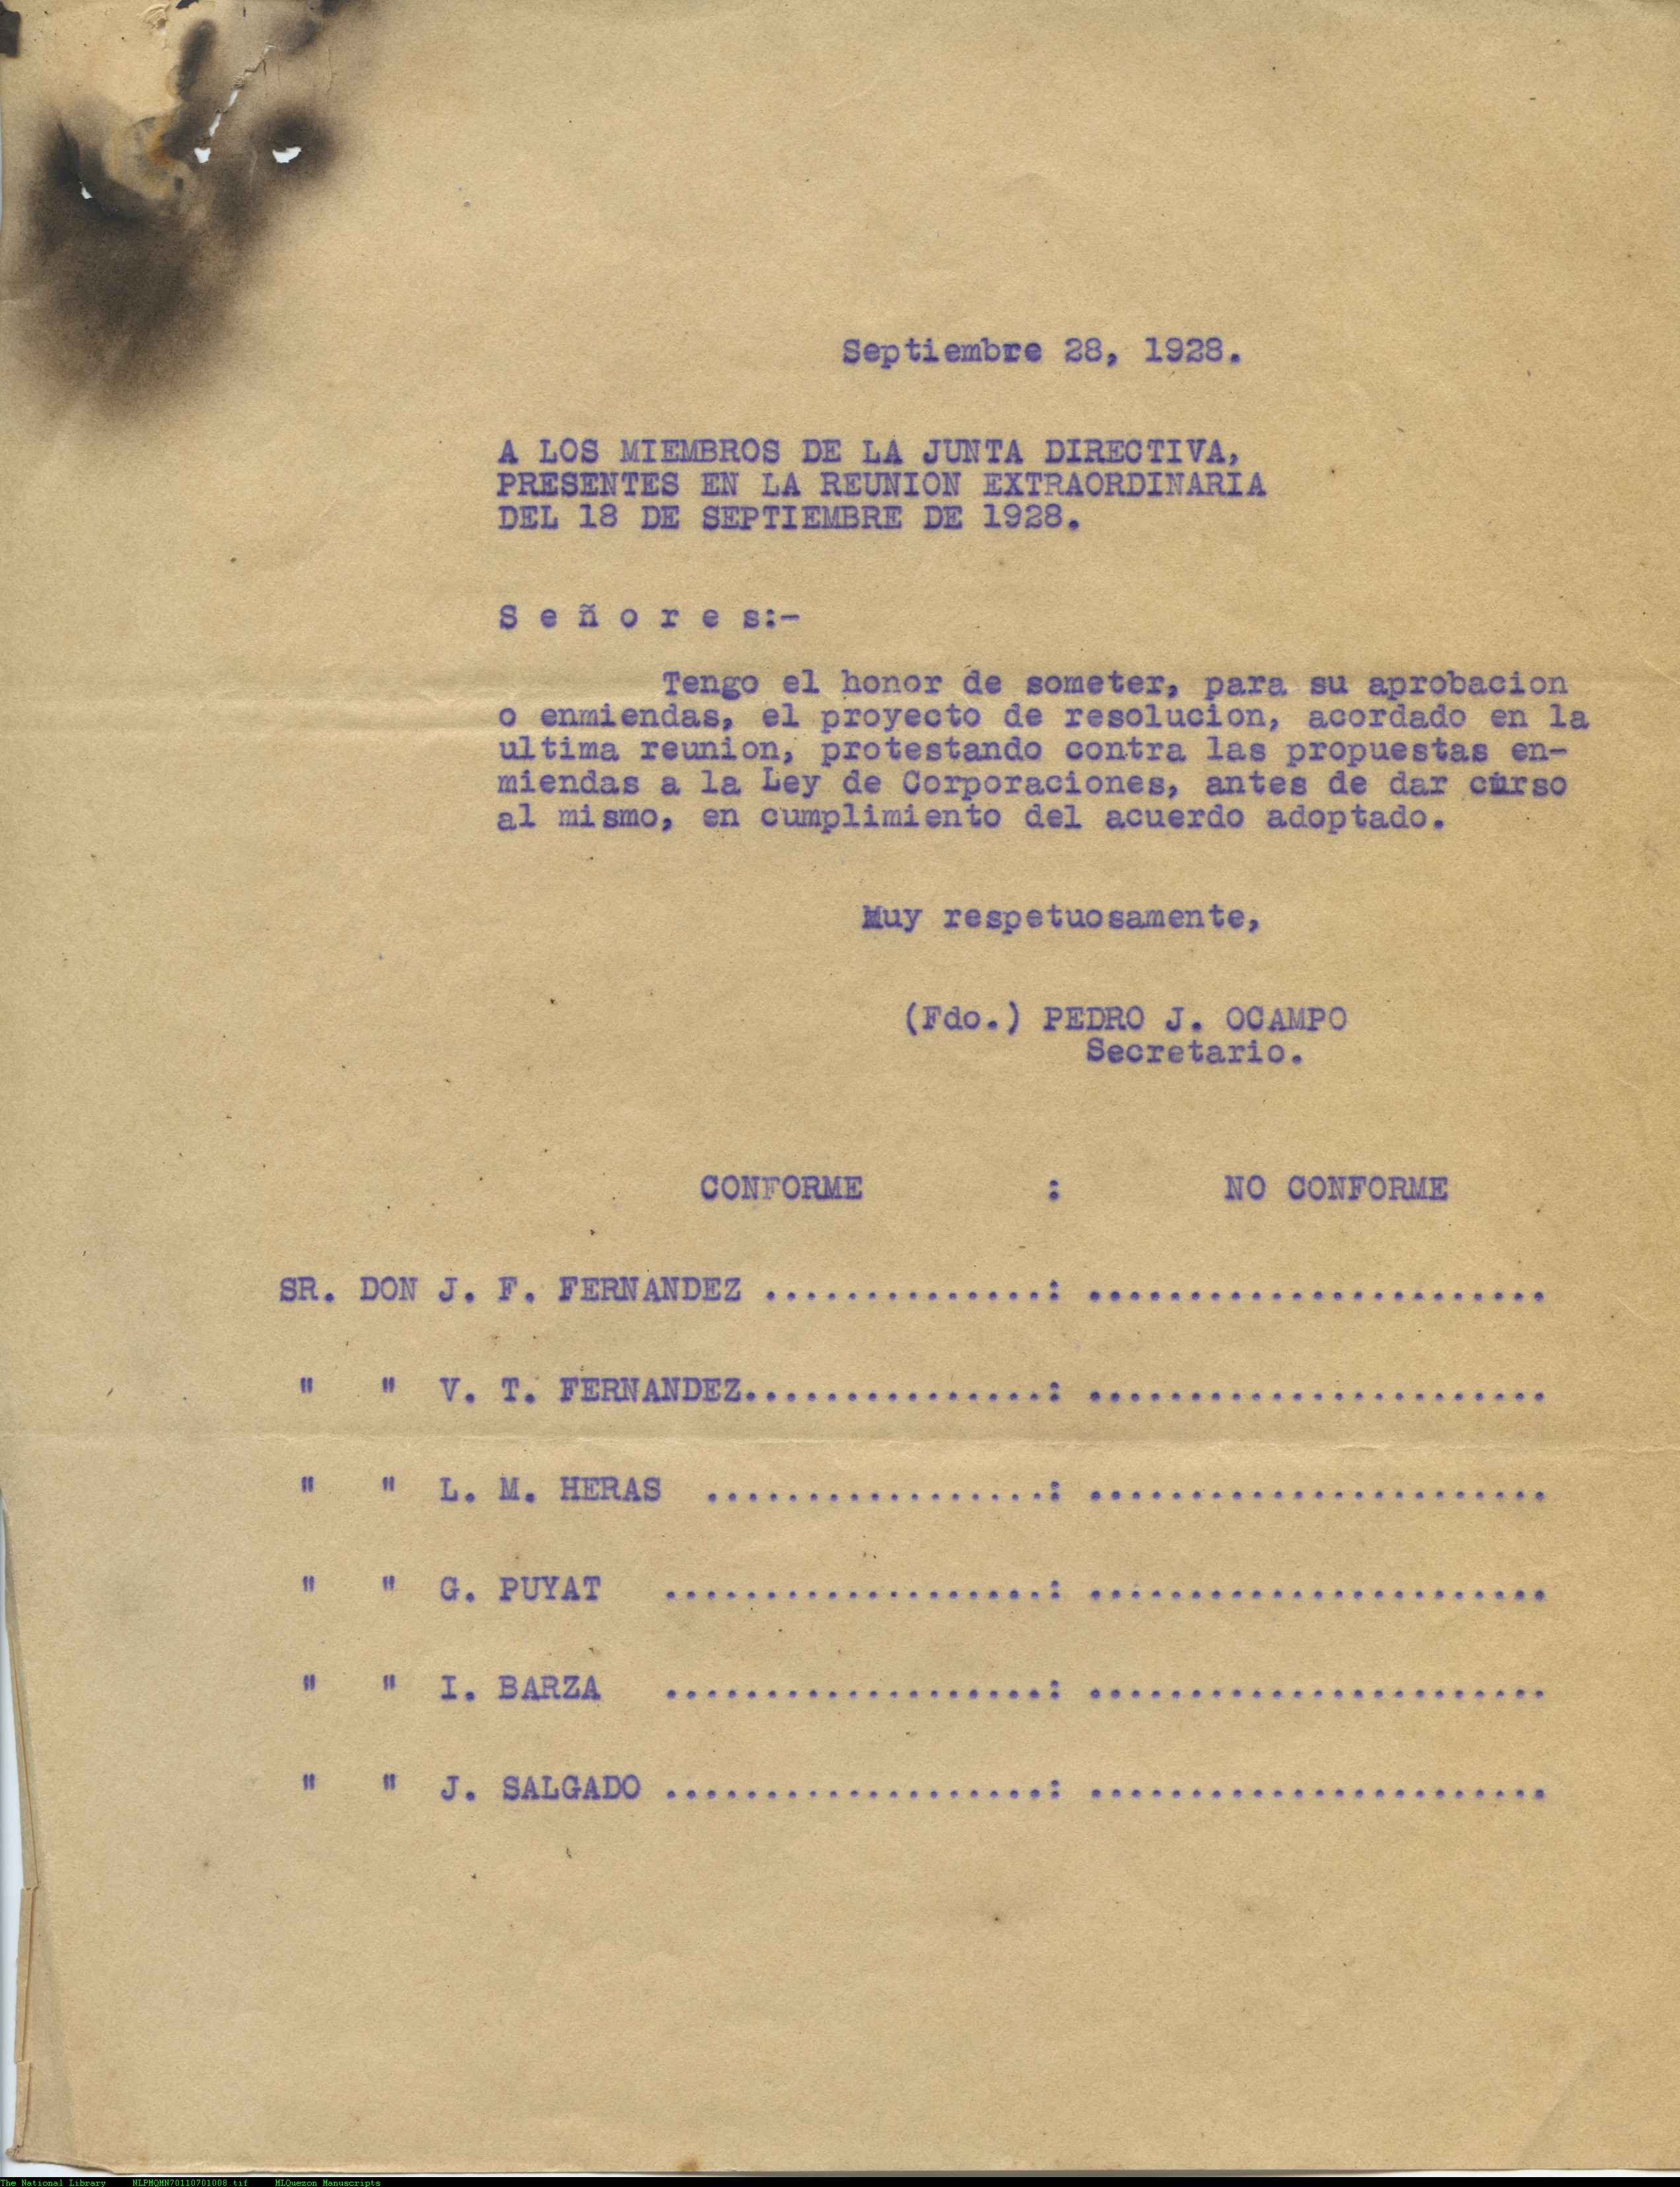 Septiembre 28, 1928.
A LOS MIEMBROS DE LA JUNTA DIRECTIVA,
PRESENTES EN LA REUNION EXTRAORDINARIA
DEL 18 DE SEPTIEMBRE DE 1928.
S e ñ o r e s:-
Tengo el honor de someter, para su aprobacion
o enmiendas, el proyecto de resolucion, acordado en la
ultima reunion, protestando contra las propuestas en-
miendas a la Ley de Corporaciones, antes de dar curso
al mismo, en cumplimiento del acuerdo adoptado.
Muy respetuosamente,
(Fdo.) PEDRO J. OCAMPO
Secretario.
CONFORME : NO CONFORME
SR. DON J. F. FERNANDEZ ..............: .......................
" " V. T. FERNANDEZ...............: .......................
" " L. M. HERAS .................: .......................
" " G. PUYAT ...................: .......................
" " I. BARZA ...................: .......................
" " J. SALGADO ...................: .......................
The National Library NLPMQMN70110701008.tif MLQuezon Manuscripts